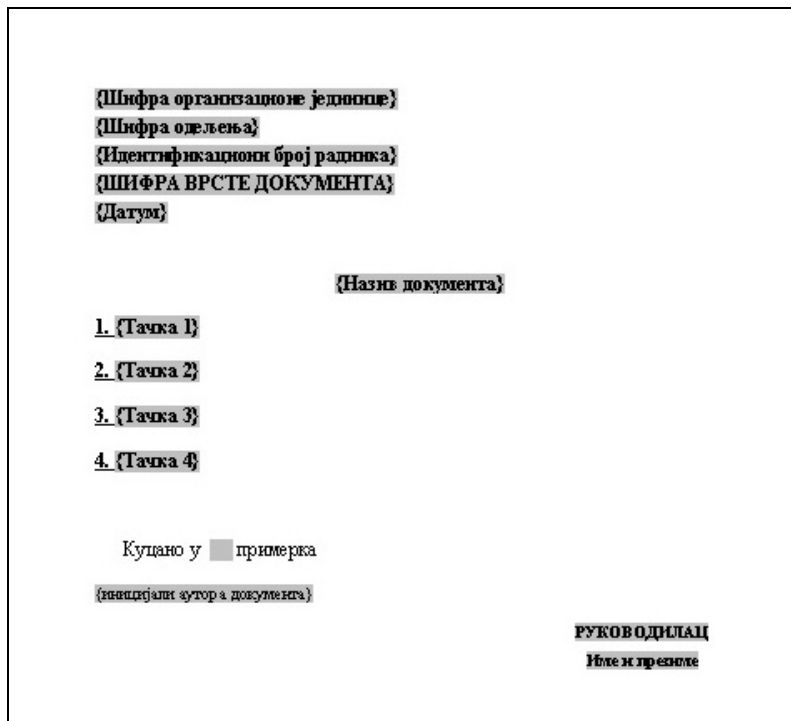 {Шифра организационе јединице}
{Шифра одељења}
{Идентификациони број радника}
{ШИФРА ВРСТЕ ДОКУМЕНТА}
{Датум}
{Назив документа}
1. {Тачка 1}
2. {Тачка 2}
3. {Тачка 3}
4. {Тачка 4}
Куцано у примерка
{иницијали аутора документа}
РУКОВОДИЛАЦ
Име и презиме